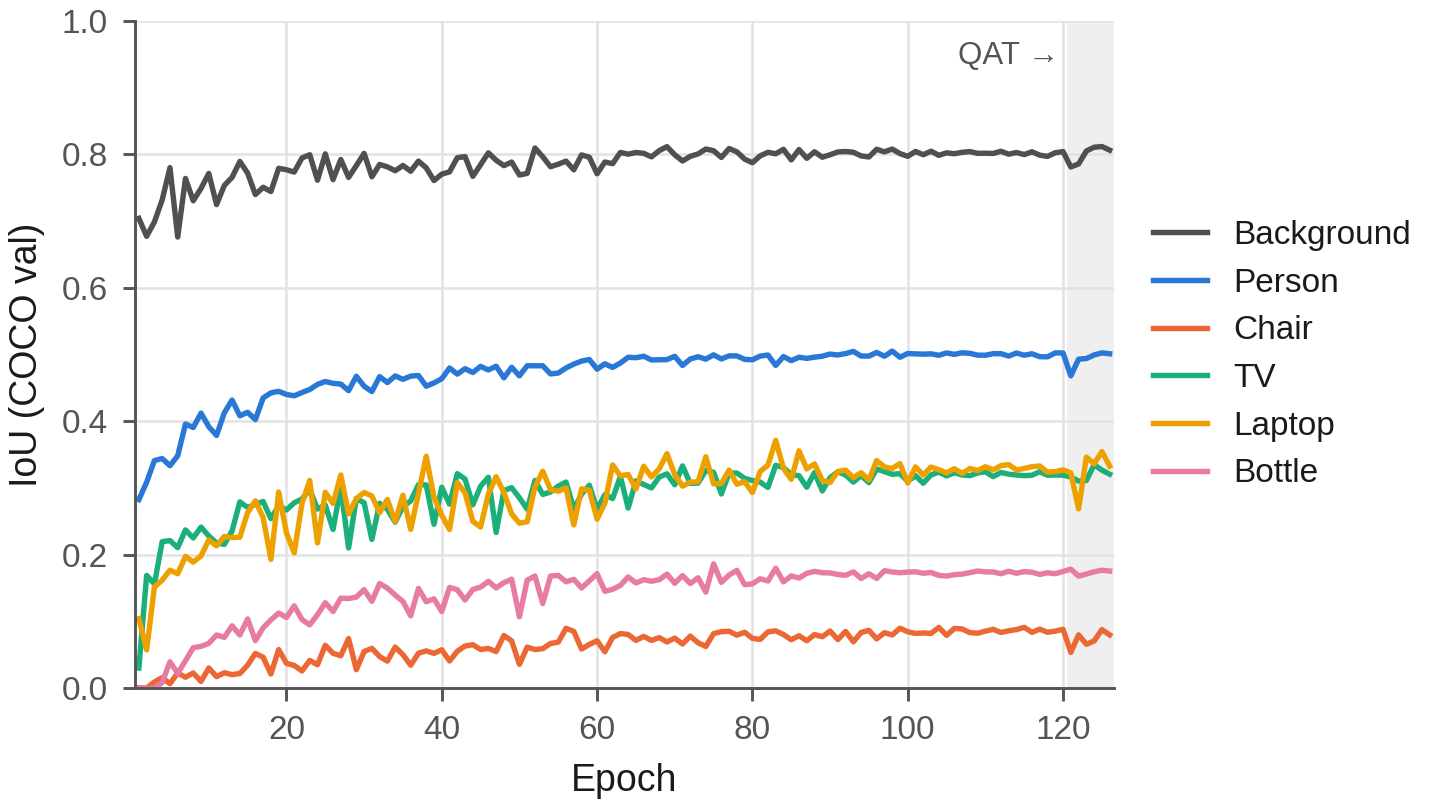 1.0
QAT →
0.8
0.6
0.4
0.2
0.0
IoU (COCO val)
20 40 60 80 100 120
Epoch
Background
Person
Chair
TV
Laptop
Bottle